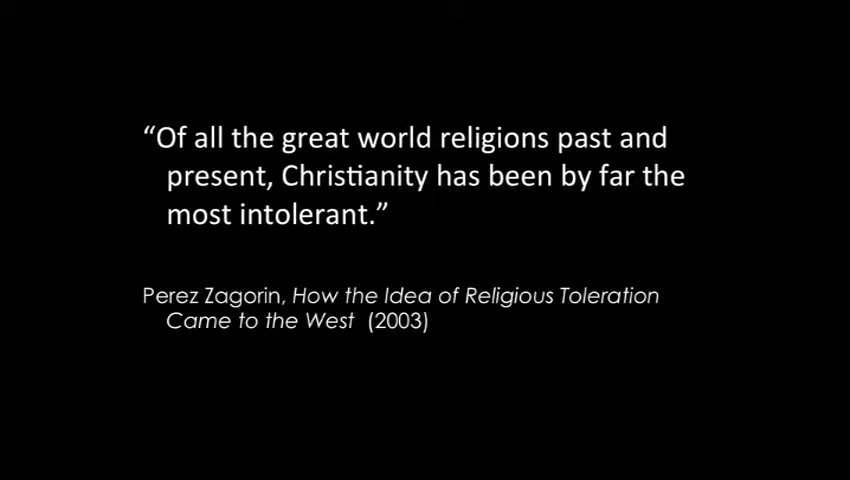 “Of all the great world religions past and
present, Christianity has been by far the
most intolerant.”
Perez Zagorin, How the Idea of Religious Toleration
Came to the West (2003)